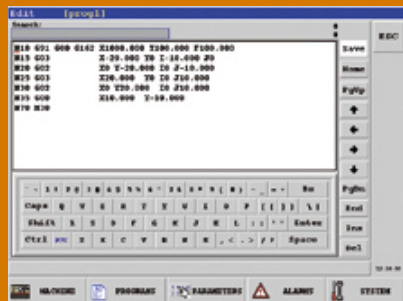 Edit [progl]
Search:
ESC
N10 G91 G00 G162 X1000.000 Y100.000 F100.000
N15 G03 X-20.000 Y0 I-10.000 J0
N20 G02 X0 Y-20.000 I0 J-10.000
N25 G03 X20.000 Y0 I0 J10.000
N30 G02 X0 Y20.000 I0 J10.000
N35 G00 X10.000 Y-10.000
N70 M30
Save
Home
PgUp
PgDn
End
Ins
Del
Bs
Caps Q W E R T Y U I O P
Shift A S D F G H J K L Enter
Ctrl Z X C V B N M Space
MACHINE PROGRAMS PARAMETERS ALARMS SYSTEM